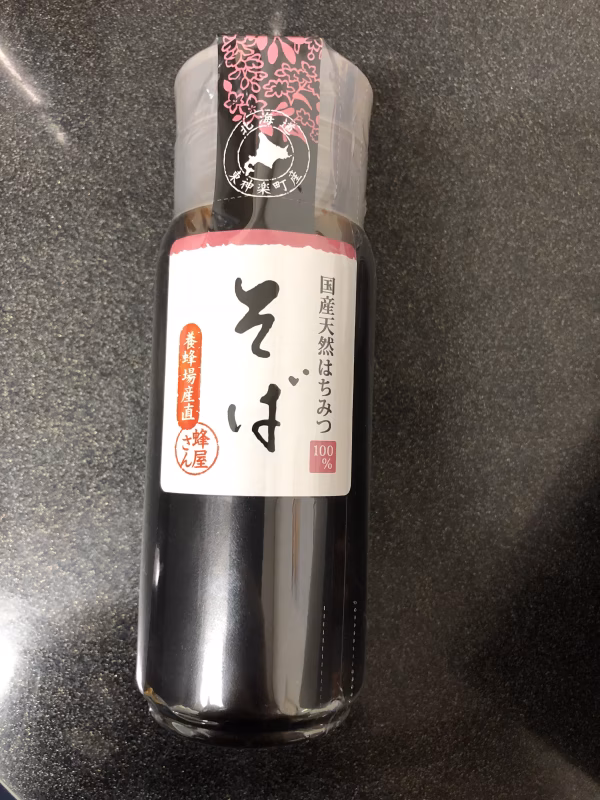 北海道
東神楽町産
国産天然はちみつ
100
%
そば
養蜂場産直
蜂屋
さん